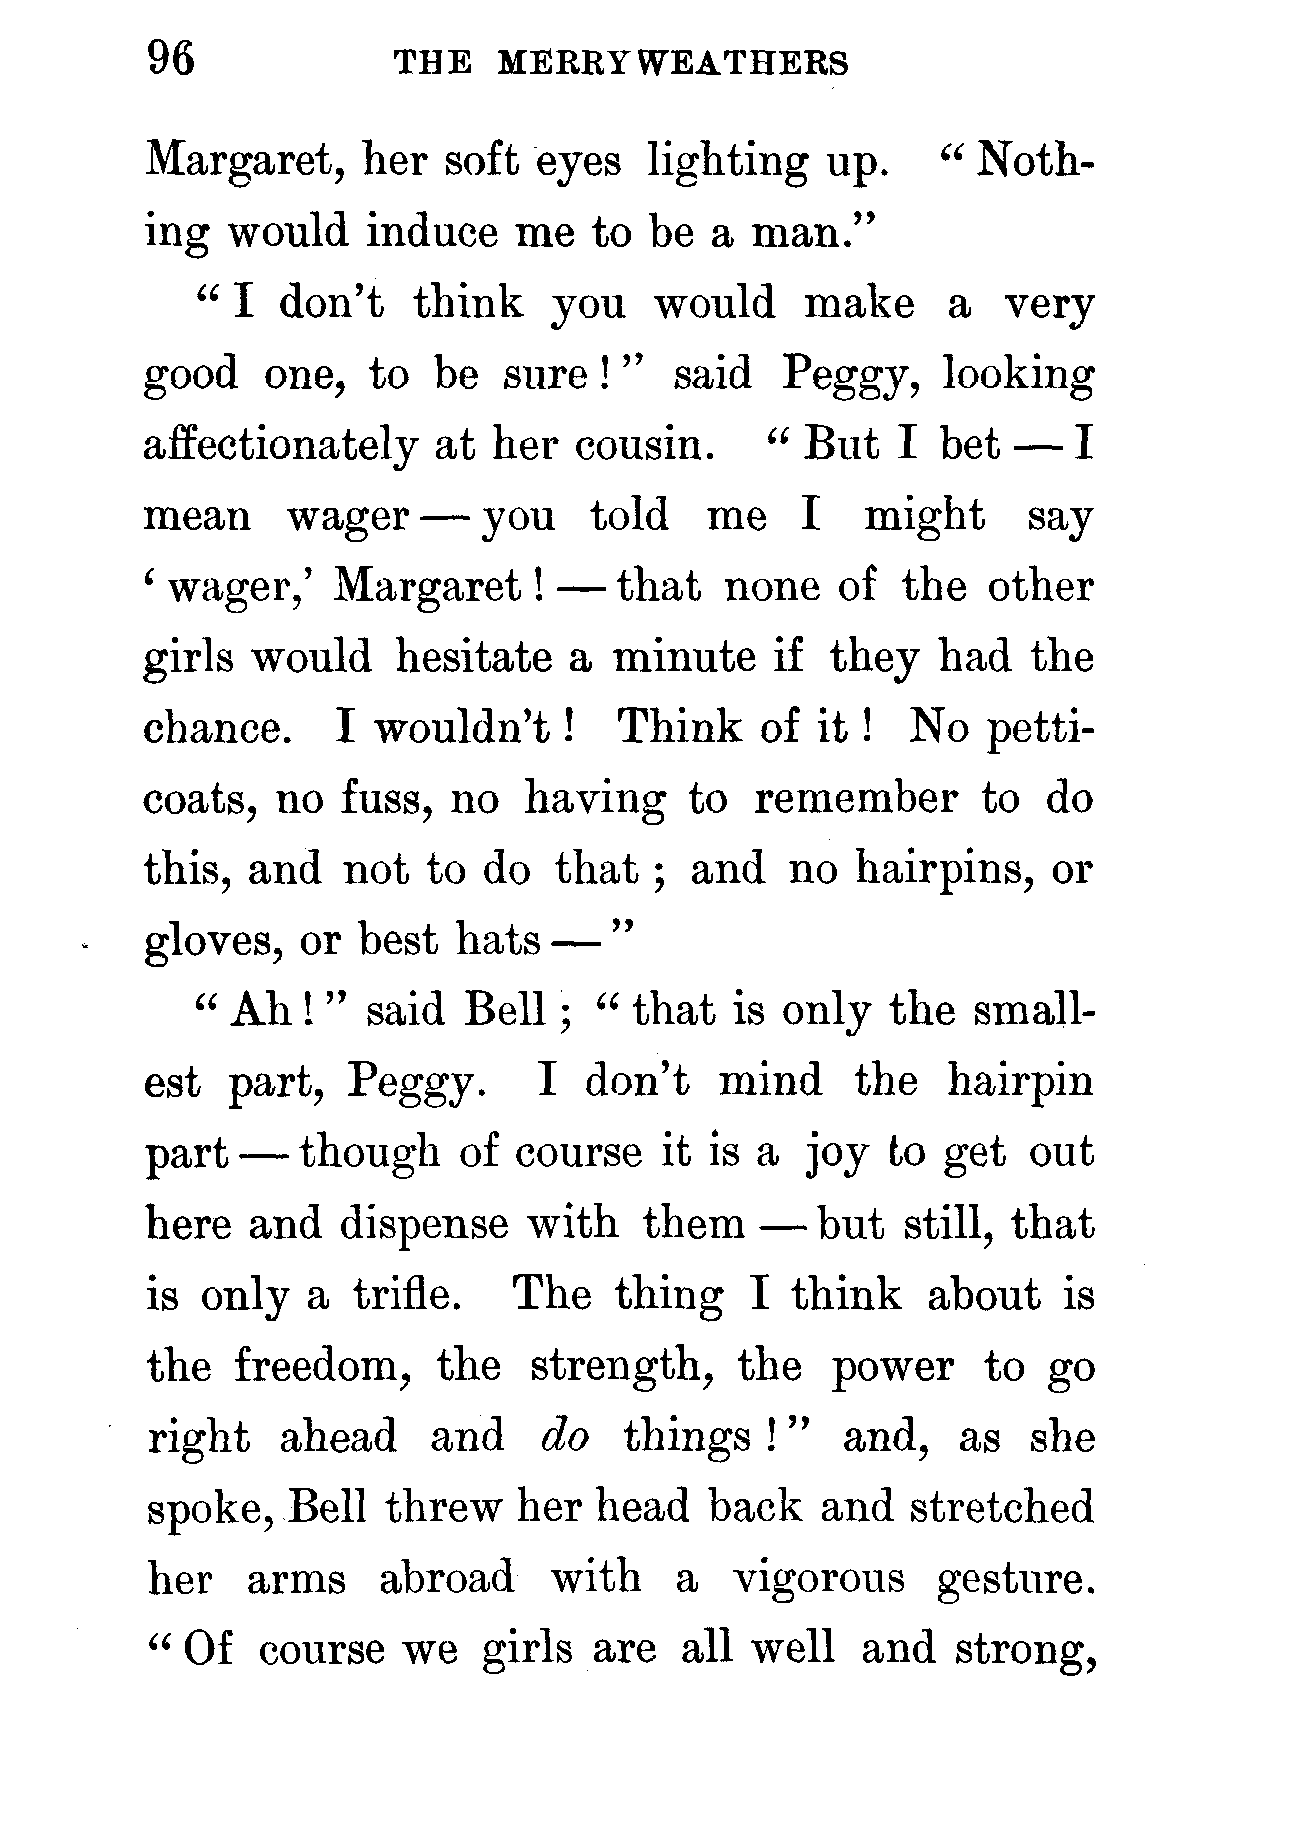 96 THE MERRYWEATHERS
Margaret, her soft eyes lighting up. “Noth-
ing would induce me to be a man.”
“I don’t think you would make a very
good one, to be sure!” said Peggy, looking
affectionately at her cousin. “But I bet — I
mean wager — you told me I might say
‘wager,’ Margaret! — that none of the other
girls would hesitate a minute if they had the
chance. I wouldn’t! Think of it! No petti-
coats, no fuss, no having to remember to do
this, and not to do that; and no hairpins, or
gloves, or best hats —”
“Ah!” said Bell; “that is only the small-
est part, Peggy. I don’t mind the hairpin
part — though of course it is a joy to get out
here and dispense with them — but still, that
is only a trifle. The thing I think about is
the freedom, the strength, the power to go
right ahead and do things!” and, as she
spoke, Bell threw her head back and stretched
her arms abroad with a vigorous gesture.
“Of course we girls are all well and strong,